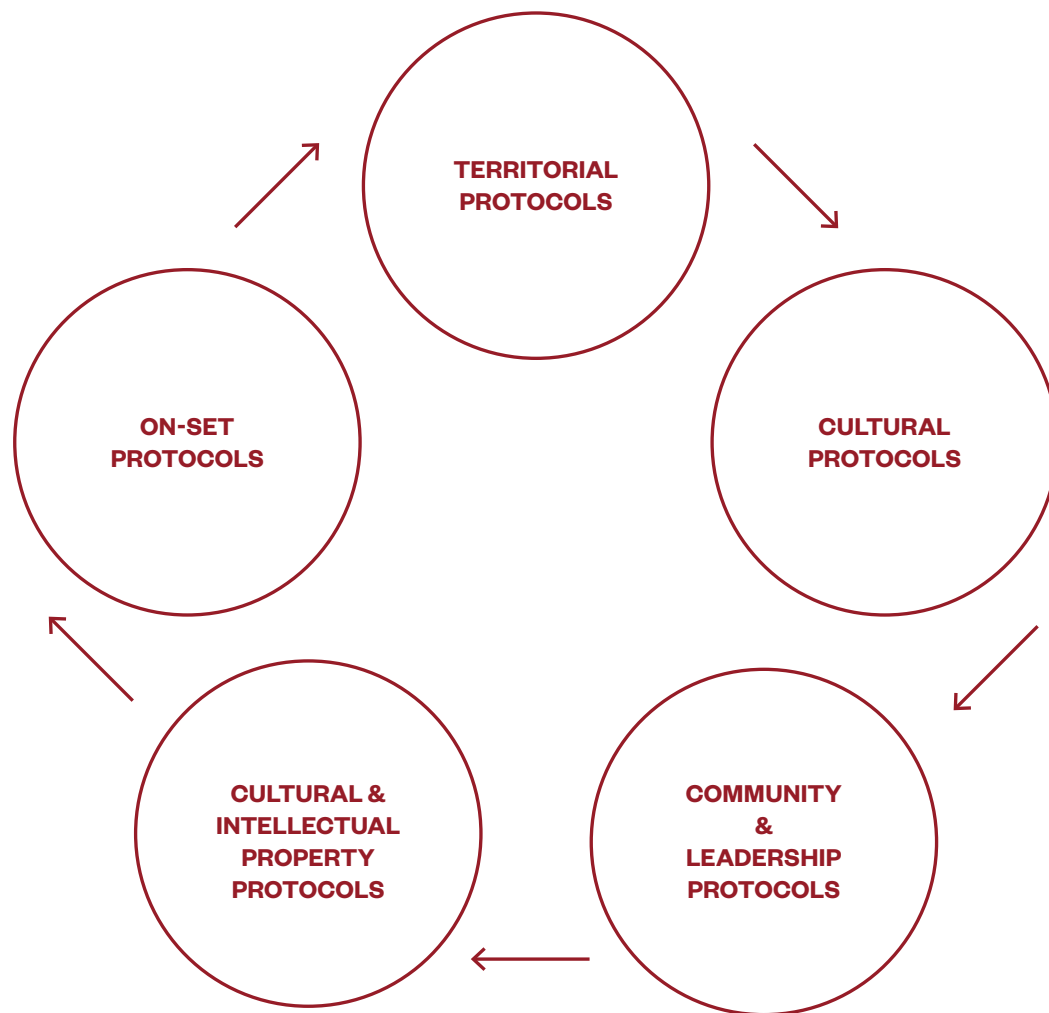 TERRITORIAL
PROTOCOLS
CULTURAL
PROTOCOLS
COMMUNITY
&
LEADERSHIP
PROTOCOLS
CULTURAL &
INTELLECTUAL
PROPERTY
PROTOCOLS
ON-SET
PROTOCOLS